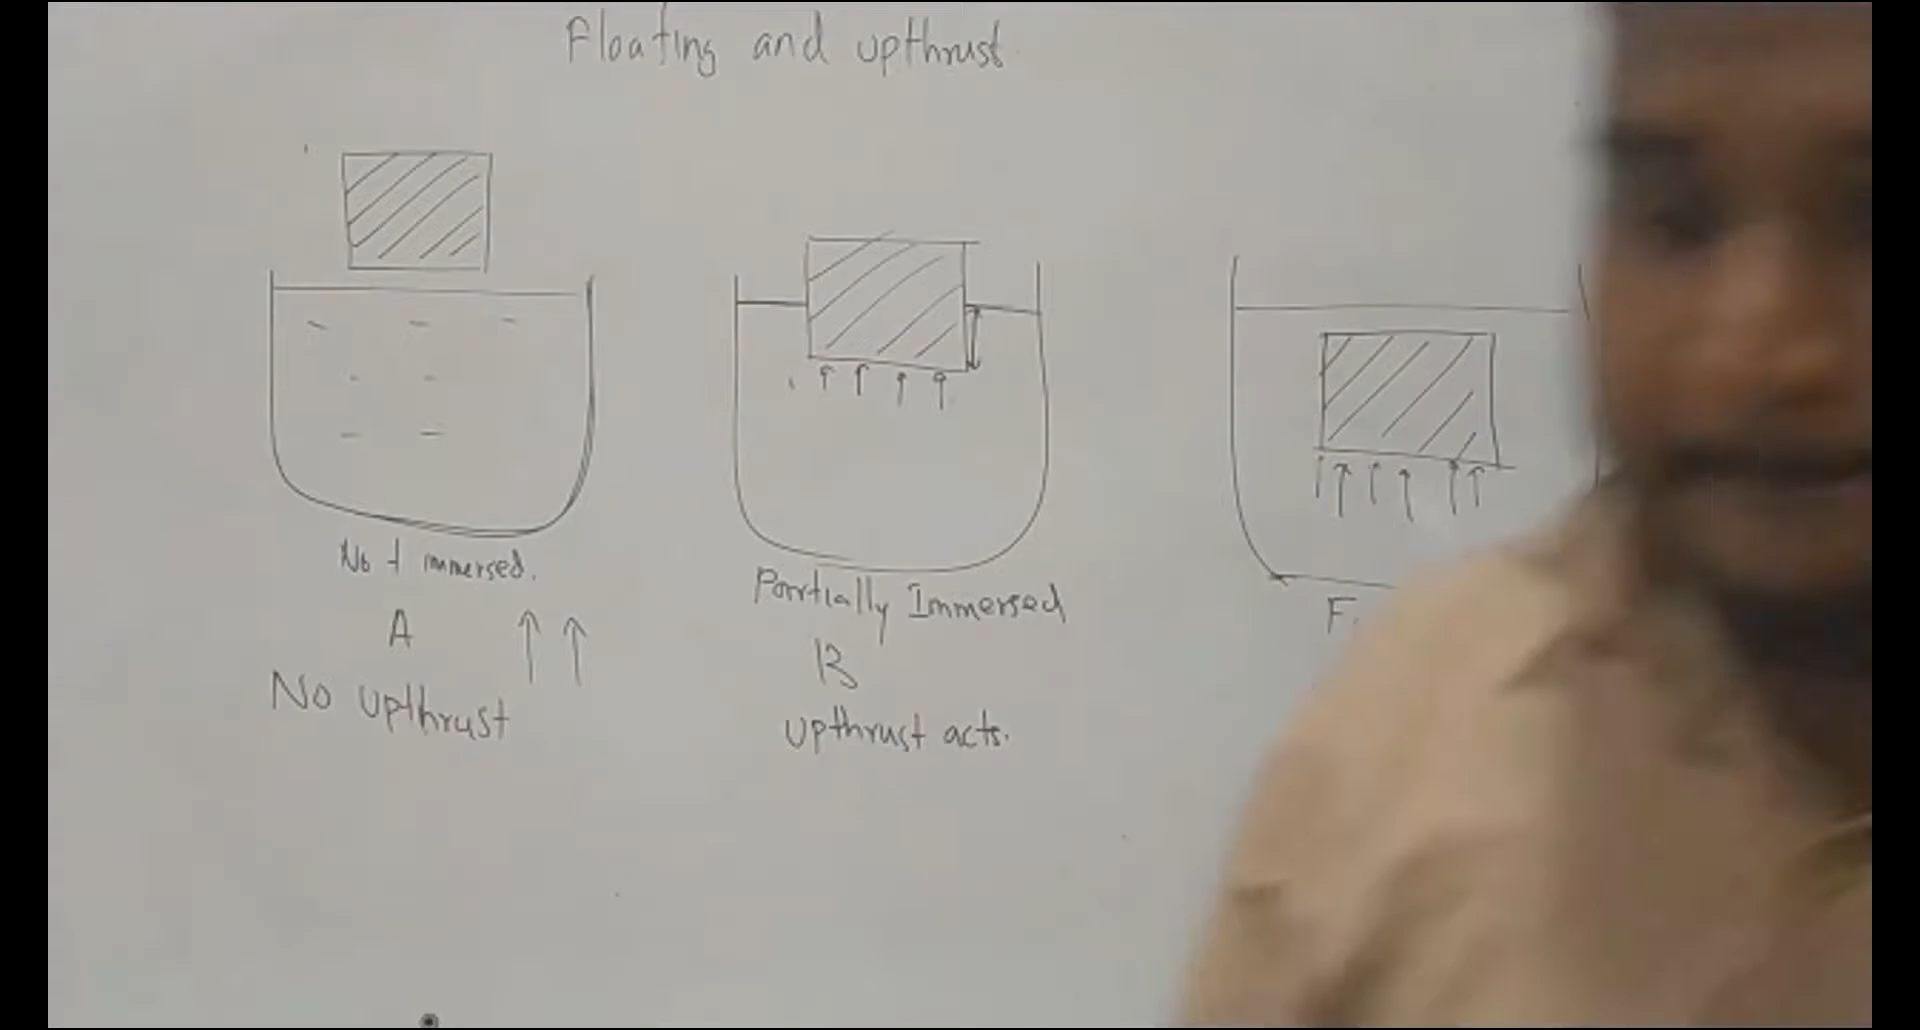 Floating and upthrust
Not immersed.
A
No upthrust
Partially Immersed
B
upthrust acts.
F